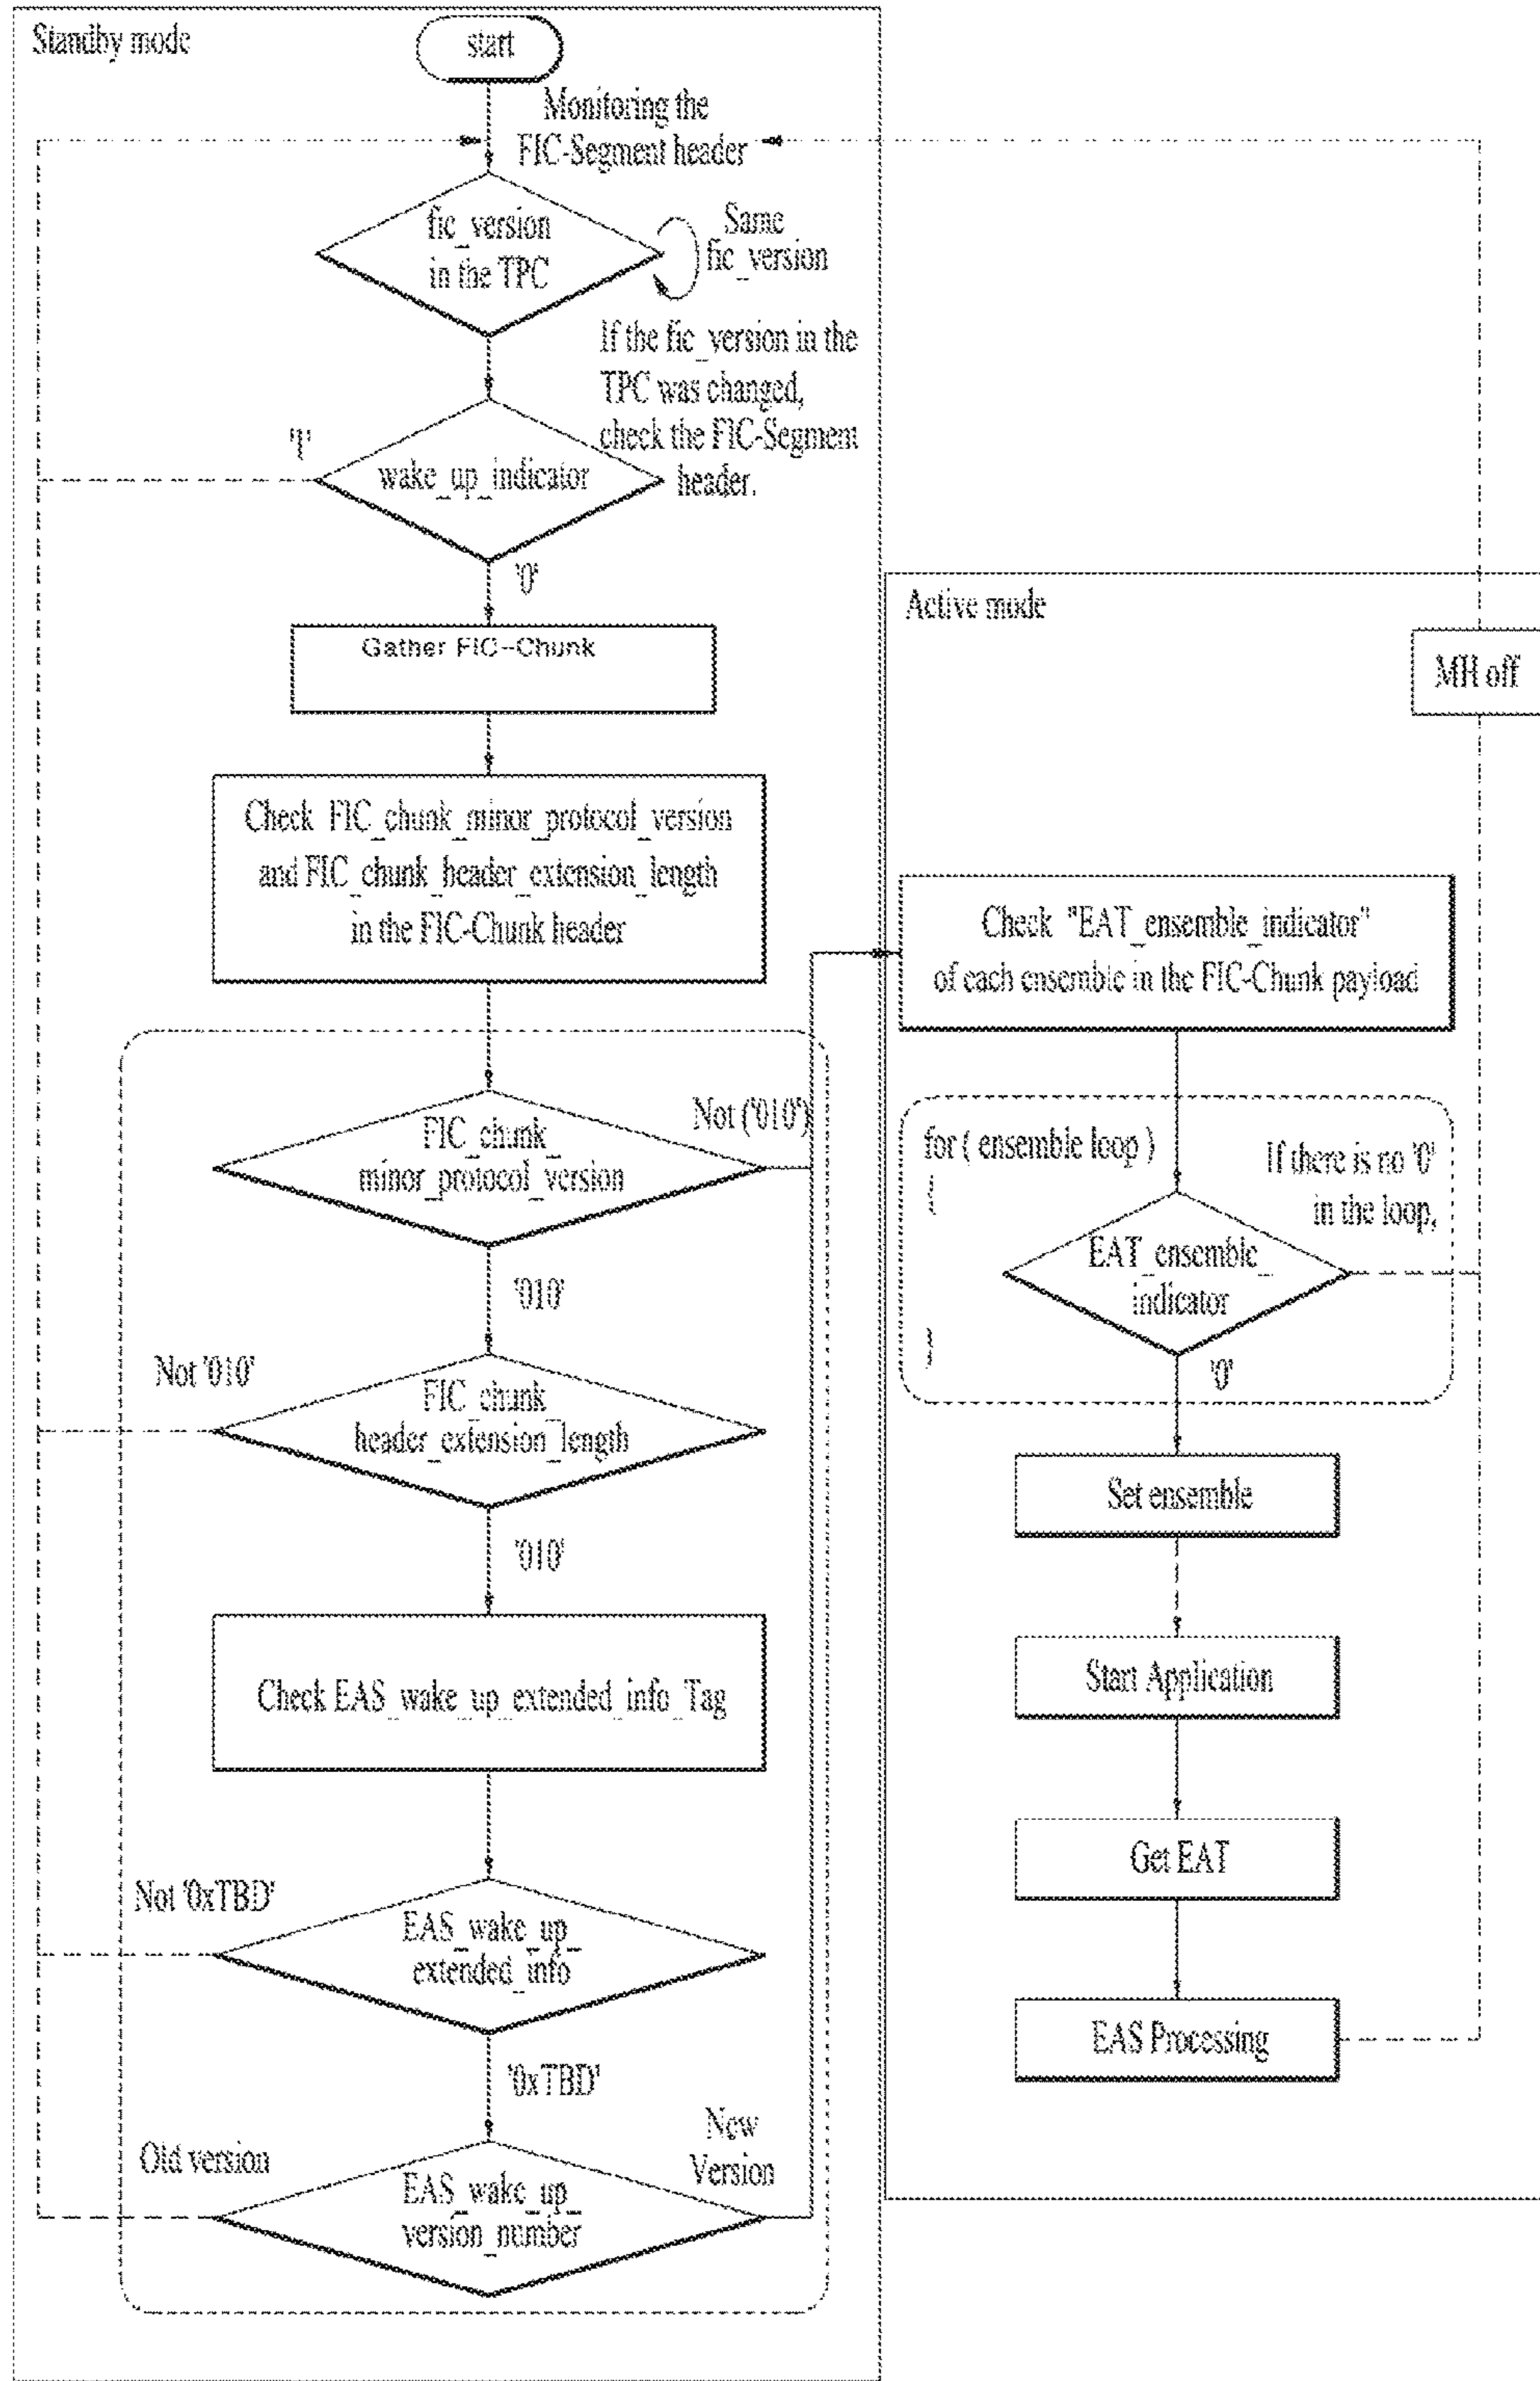 Standby mode
start
Monitoring the
FIC-Segment header
fic_version
in the TPC
Same
fic_version
If the fic_version in the
TPC was changed,
check the FIC-Segment
header.
'1'
wake_up_indicator
'0'
Gather FIC-Chunk
Check FIC_chunk_minor_protocol_version
and FIC_chunk_header_extension_length
in the FIC-Chunk header
FIC_chunk_
minor_protocol_version
Not ('010')
'010'
Not '010'
FIC_chunk_
header_extension_length
'010'
Check EAS_wake_up_extended_info_Tag
Not '0xTBD'
EAS_wake_up_
extended_info
'0xTBD'
Old version
New
Version
EAS_wake_up_
version_number
Active mode
MH off
Check "EAT_ensemble_indicator"
of each ensemble in the FIC-Chunk payload
for ( ensemble loop )
{
If there is no '0'
in the loop,
EAT_ensemble_
indicator
}
'0'
Set ensemble
Start Application
Get EAT
EAS Processing